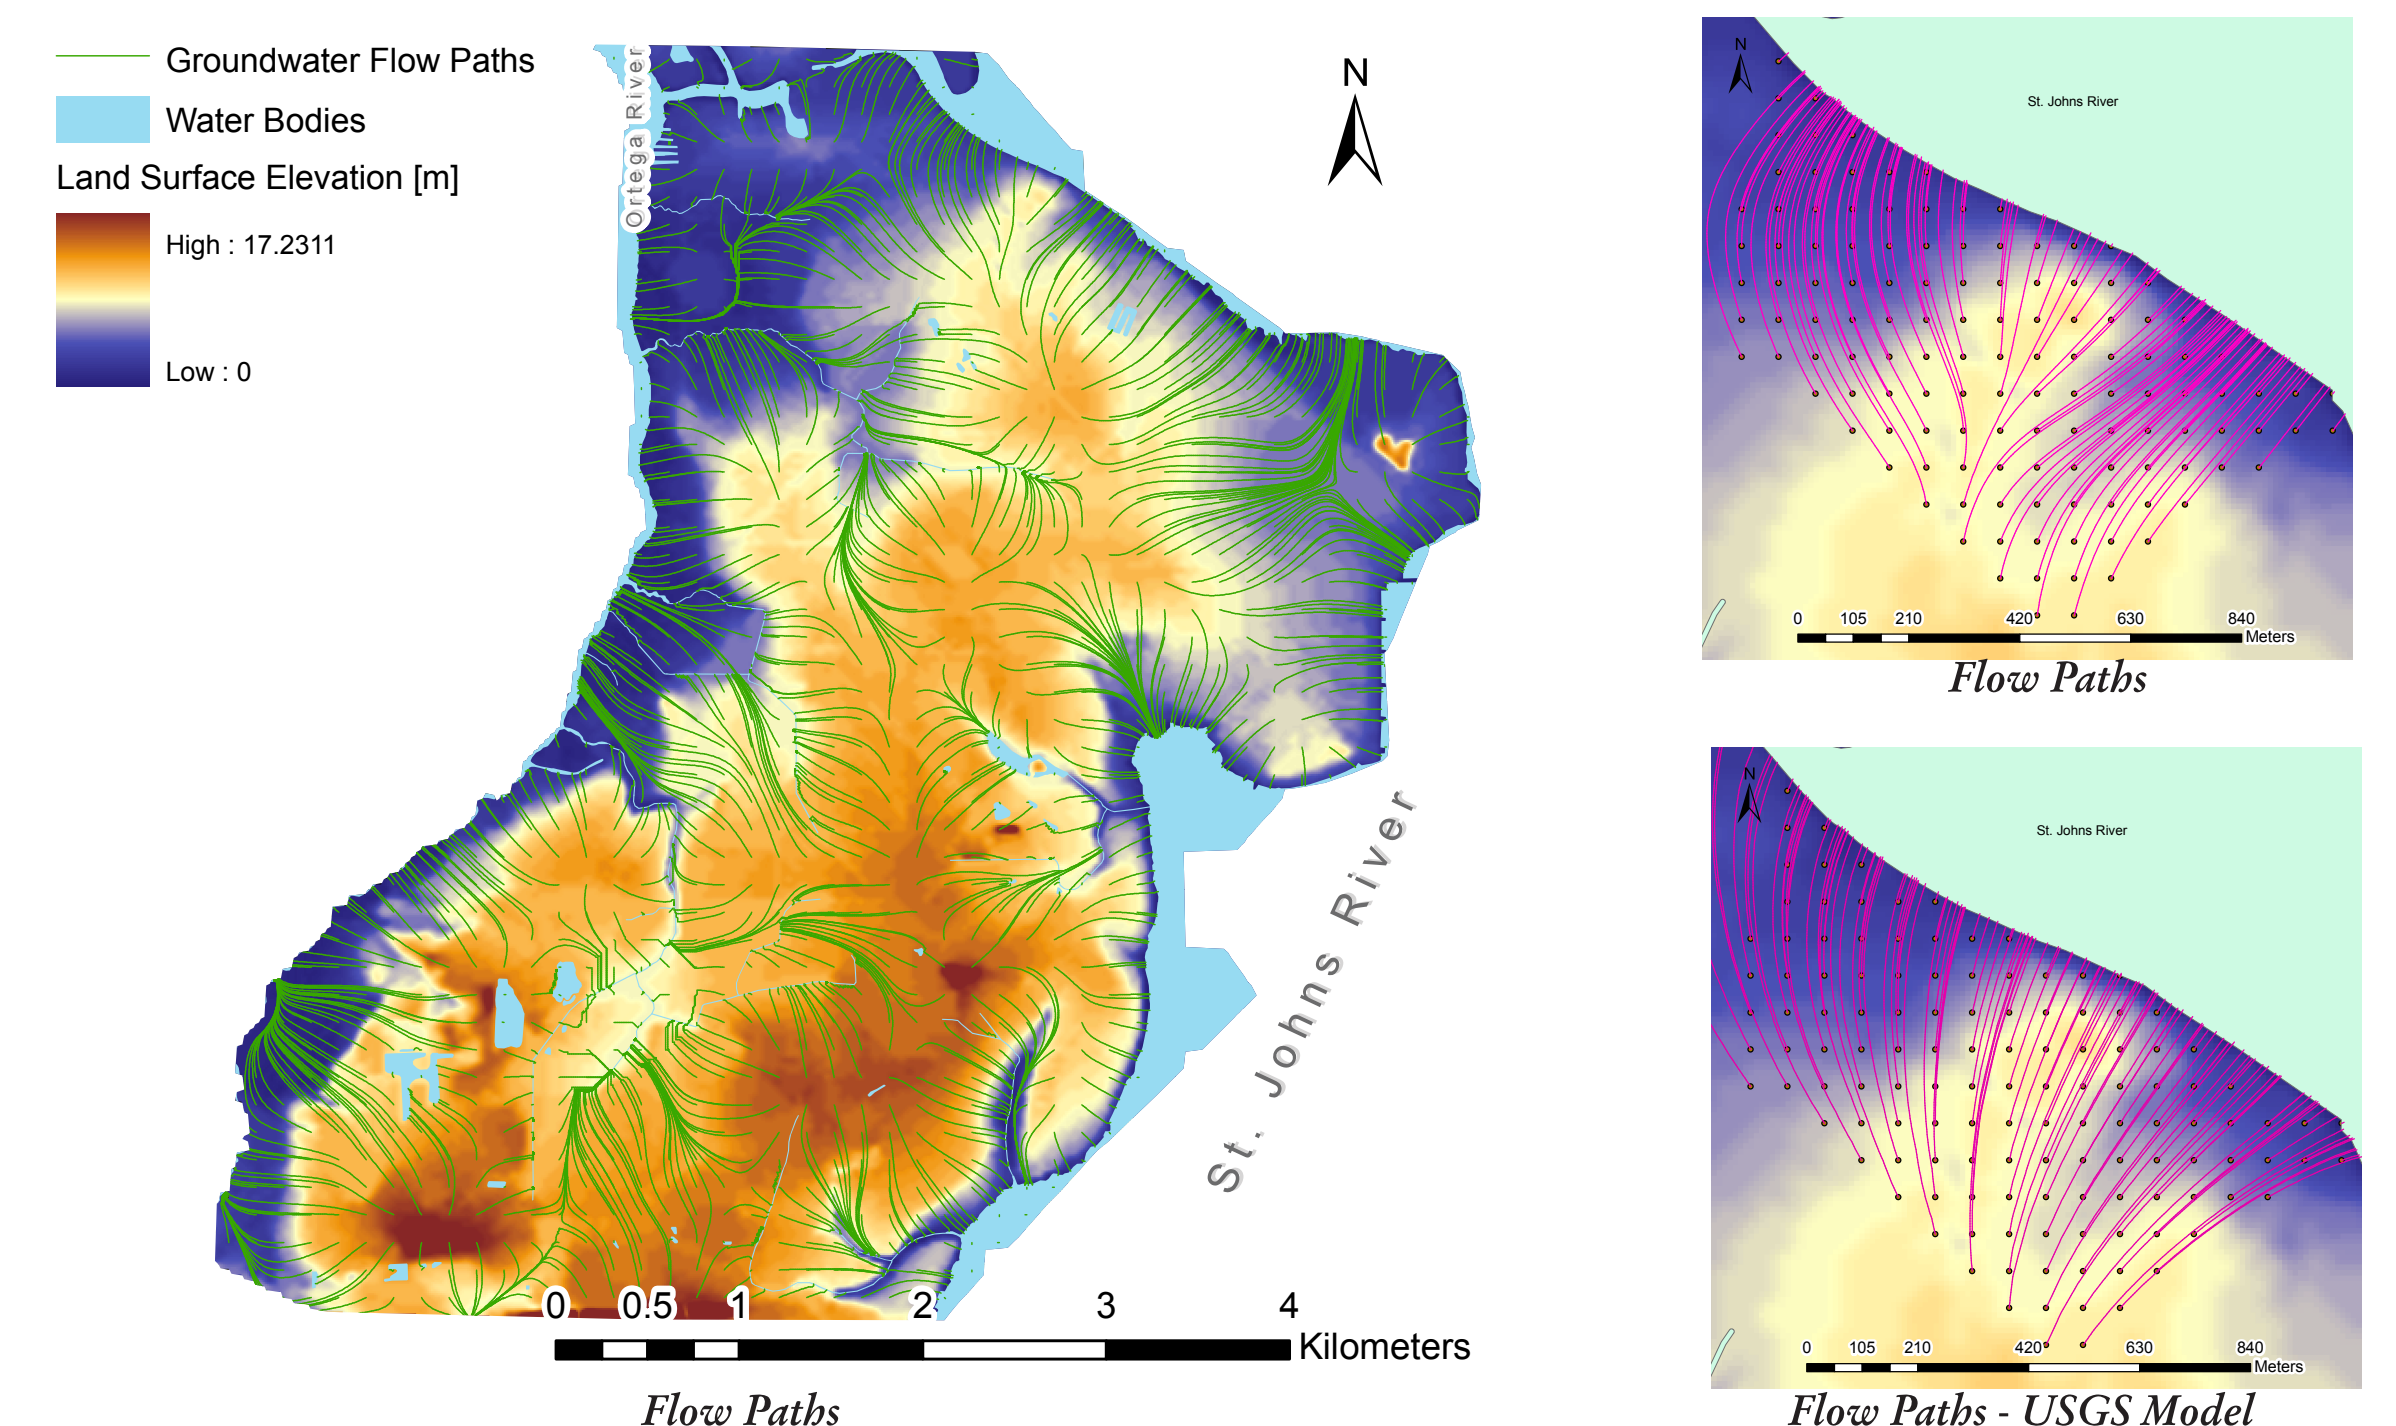 Groundwater Flow Paths
Water Bodies
Land Surface Elevation [m]
High : 17.2311
Low : 0
Ortega River
N
St. Johns River
0 0.5 1 2 3 4
Kilometers
Flow Paths
N
St. Johns River
0 105 210 420 630 840
Meters
Flow Paths
N
St. Johns River
0 105 210 420 630 840
Meters
Flow Paths - USGS Model